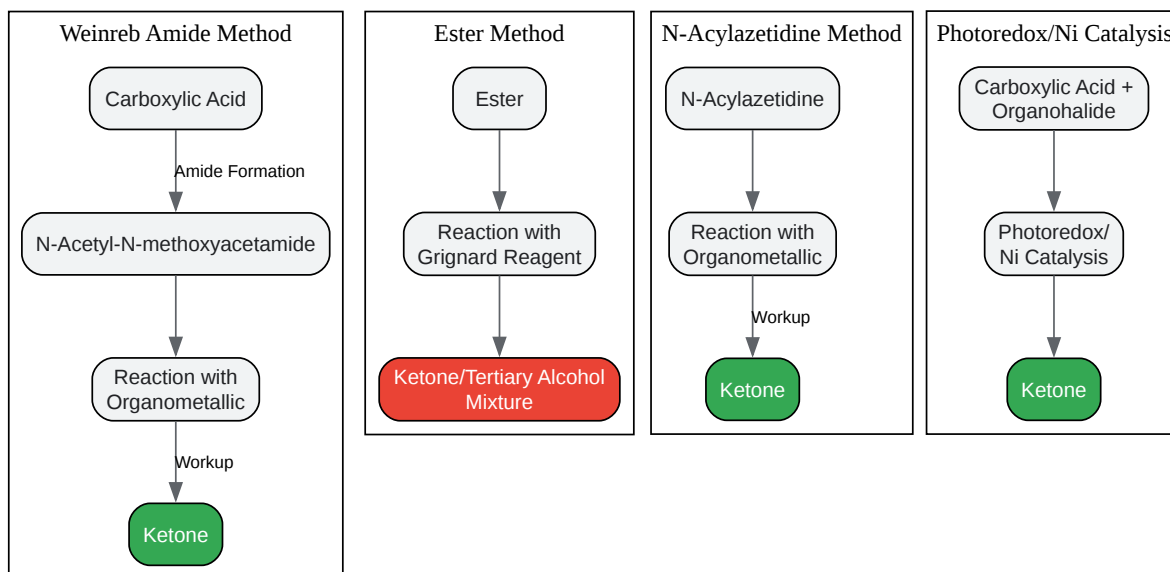 Weinreb Amide Method
Carboxylic Acid
Amide Formation
N-Acetyl-N-methoxyacetamide
Reaction with
Organometallic
Workup
Ketone
Ester Method
Ester
Reaction with
Grignard Reagent
Ketone/Tertiary Alcohol
Mixture
N-Acylazetidine Method
N-Acylazetidine
Reaction with
Organometallic
Workup
Ketone
Photoredox/Ni Catalysis
Carboxylic Acid +
Organohalide
Photoredox/
Ni Catalysis
Ketone